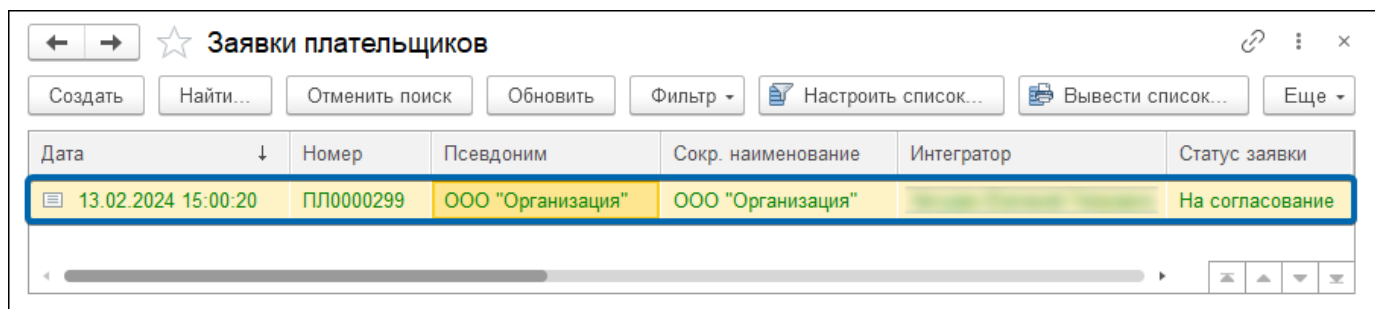 Заявки плательщиков
Создать Найти... Отменить поиск Обновить Фильтр Настроить список... Вывести список... Еще
Дата Номер Псевдоним Сокр. наименование Интегратор Статус заявки
13.02.2024 15:00:20 ПЛ0000299 ООО "Организация" ООО "Организация" На согласование